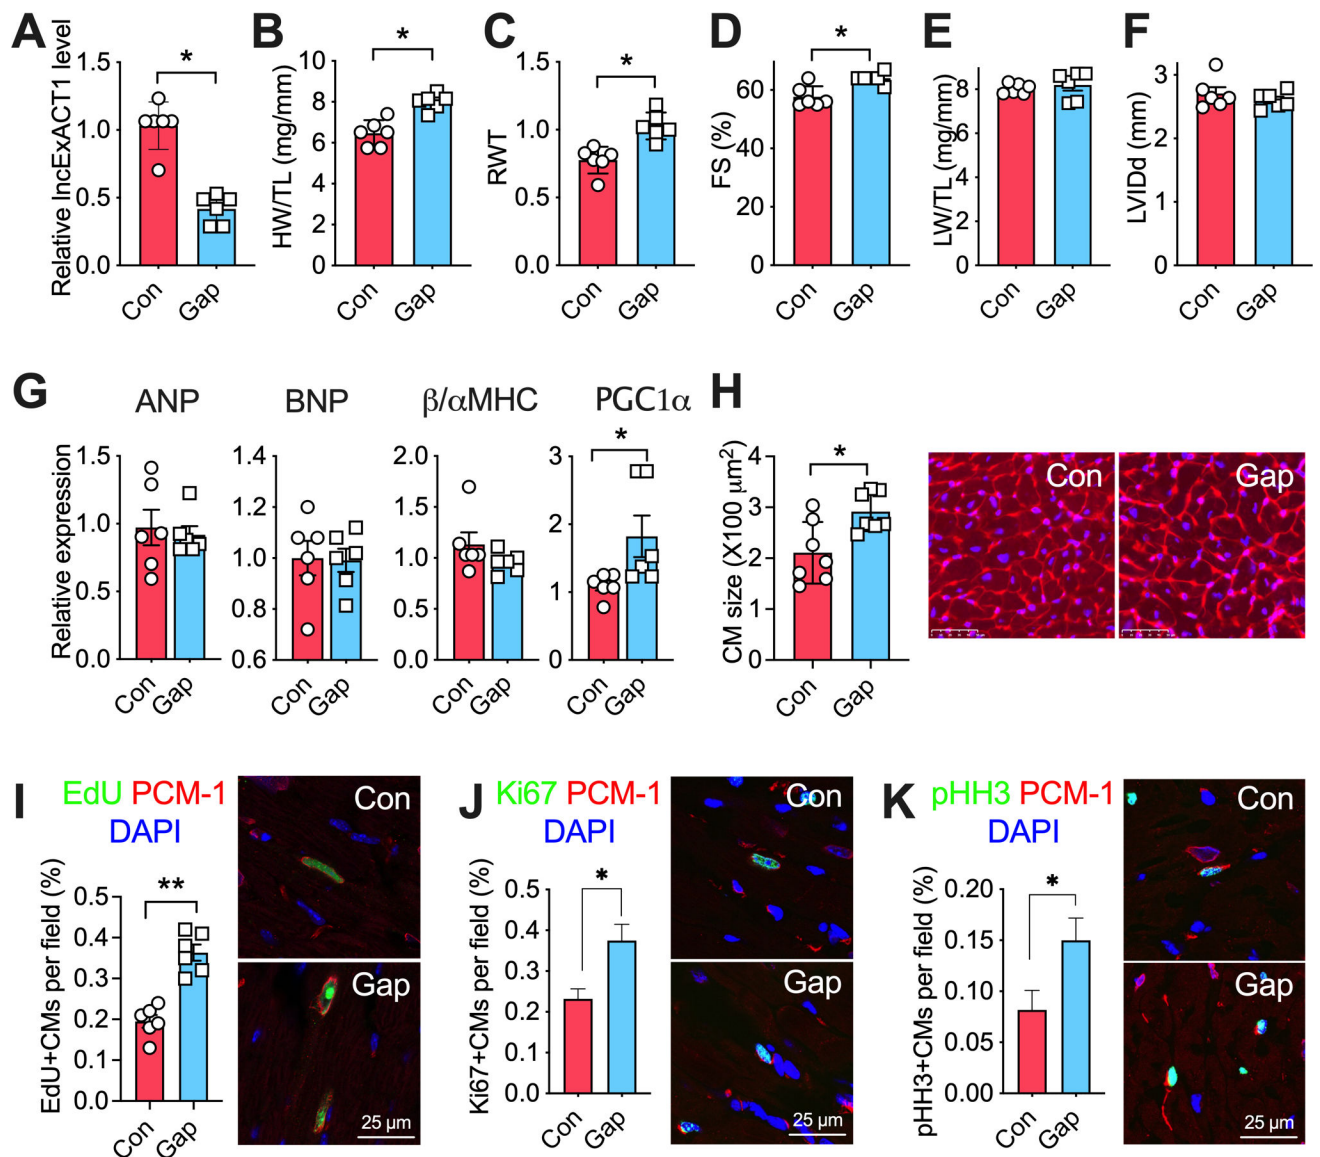 A
B
C
D
E
F
Relative lncExACT1 level
1.5
1.0
0.5
0.0
*
Con
Gap
HW/TL (mg/mm)
10
8
6
4
2
0
*
Con
Gap
RWT
1.5
1.0
0.5
0.0
*
Con
Gap
FS (%)
60
40
20
0
*
Con
Gap
LW/TL (mg/mm)
8
6
4
2
0
Con
Gap
LVIDd (mm)
3
2
1
0
Con
Gap
G
ANP
BNP
β/αMHC
PGC1α
Relative expression
1.5
1.0
0.5
0.0
Con
Gap
1.4
1.2
1.0
0.8
0.6
Con
Gap
2.0
1.5
1.0
0.5
0.0
Con
Gap
3
2
1
0
*
Con
Gap
H
CM size (X100 µm2)
4
3
2
1
0
*
Con
Gap
Con
Gap
I
EdU PCM-1
DAPI
EdU+CMs per field (%)
0.5
0.4
0.3
0.2
0.1
0.0
**
Con
Gap
Con
Gap
25 µm
J
Ki67 PCM-1
DAPI
Ki67+CMs per field (%)
0.5
0.4
0.3
0.2
0.1
0.0
*
Con
Gap
Con
Gap
25 µm
K
pHH3 PCM-1
DAPI
pHH3+CMs per field (%)
0.20
0.15
0.10
0.05
0.00
*
Con
Gap
Con
Gap
25 µm